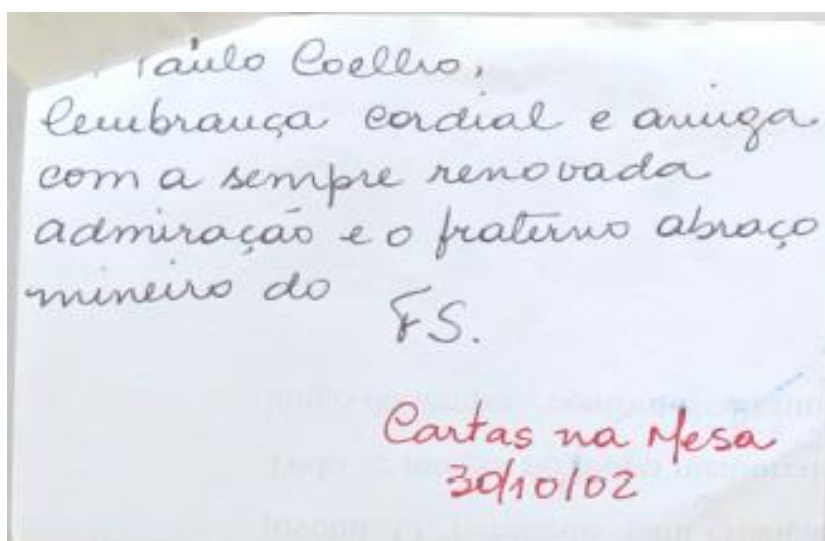 Paulo Coelho,
lembrança cordial e amiga
com a sempre renovada
admiração e o fraterno abraço
mineiro do
FS.
Cartas na Mesa
30/10/02